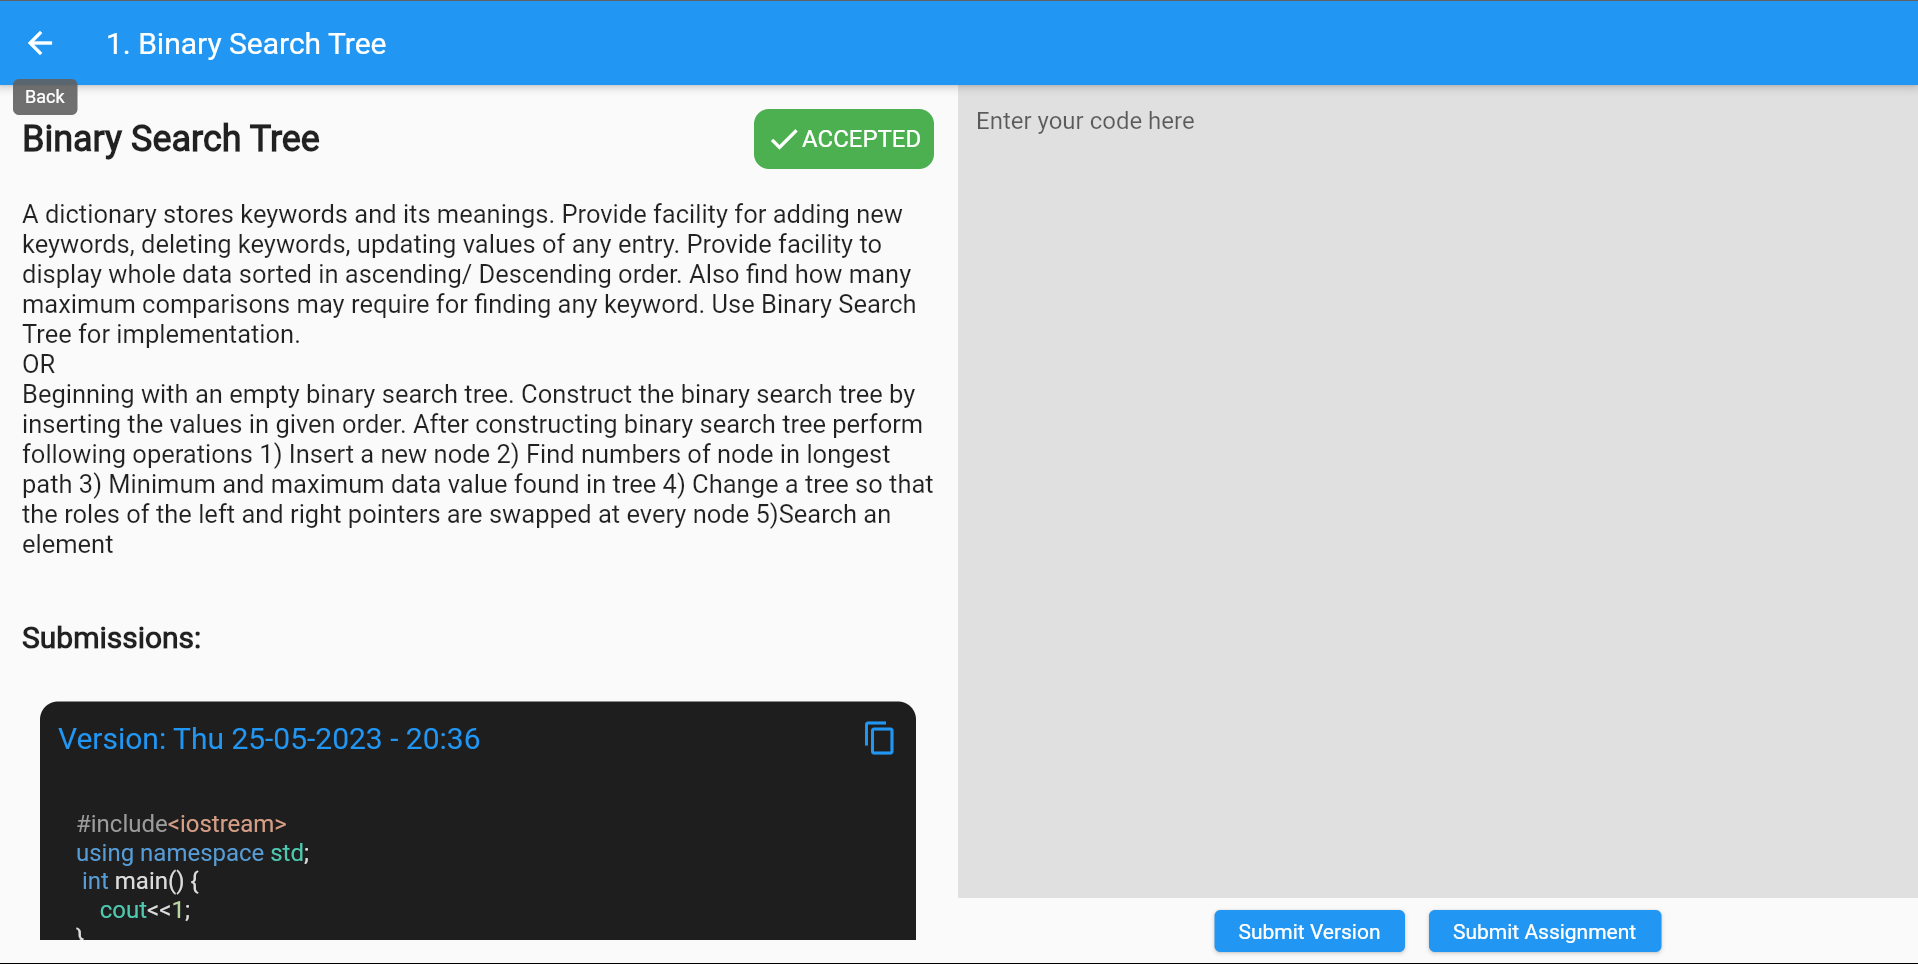 1. Binary Search Tree
Back
Binary Search Tree
ACCEPTED
A dictionary stores keywords and its meanings. Provide facility for adding new
keywords, deleting keywords, updating values of any entry. Provide facility to
display whole data sorted in ascending/ Descending order. Also find how many
maximum comparisons may require for finding any keyword. Use Binary Search
Tree for implementation.
OR
Beginning with an empty binary search tree. Construct the binary search tree by
inserting the values in given order. After constructing binary search tree perform
following operations 1) Insert a new node 2) Find numbers of node in longest
path 3) Minimum and maximum data value found in tree 4) Change a tree so that
the roles of the left and right pointers are swapped at every node 5)Search an
element
Submissions:
Version: Thu 25-05-2023 - 20:36
#include<iostream>
using namespace std;
int main() {
cout<<1;
}
Enter your code here
Submit Version
Submit Assignment